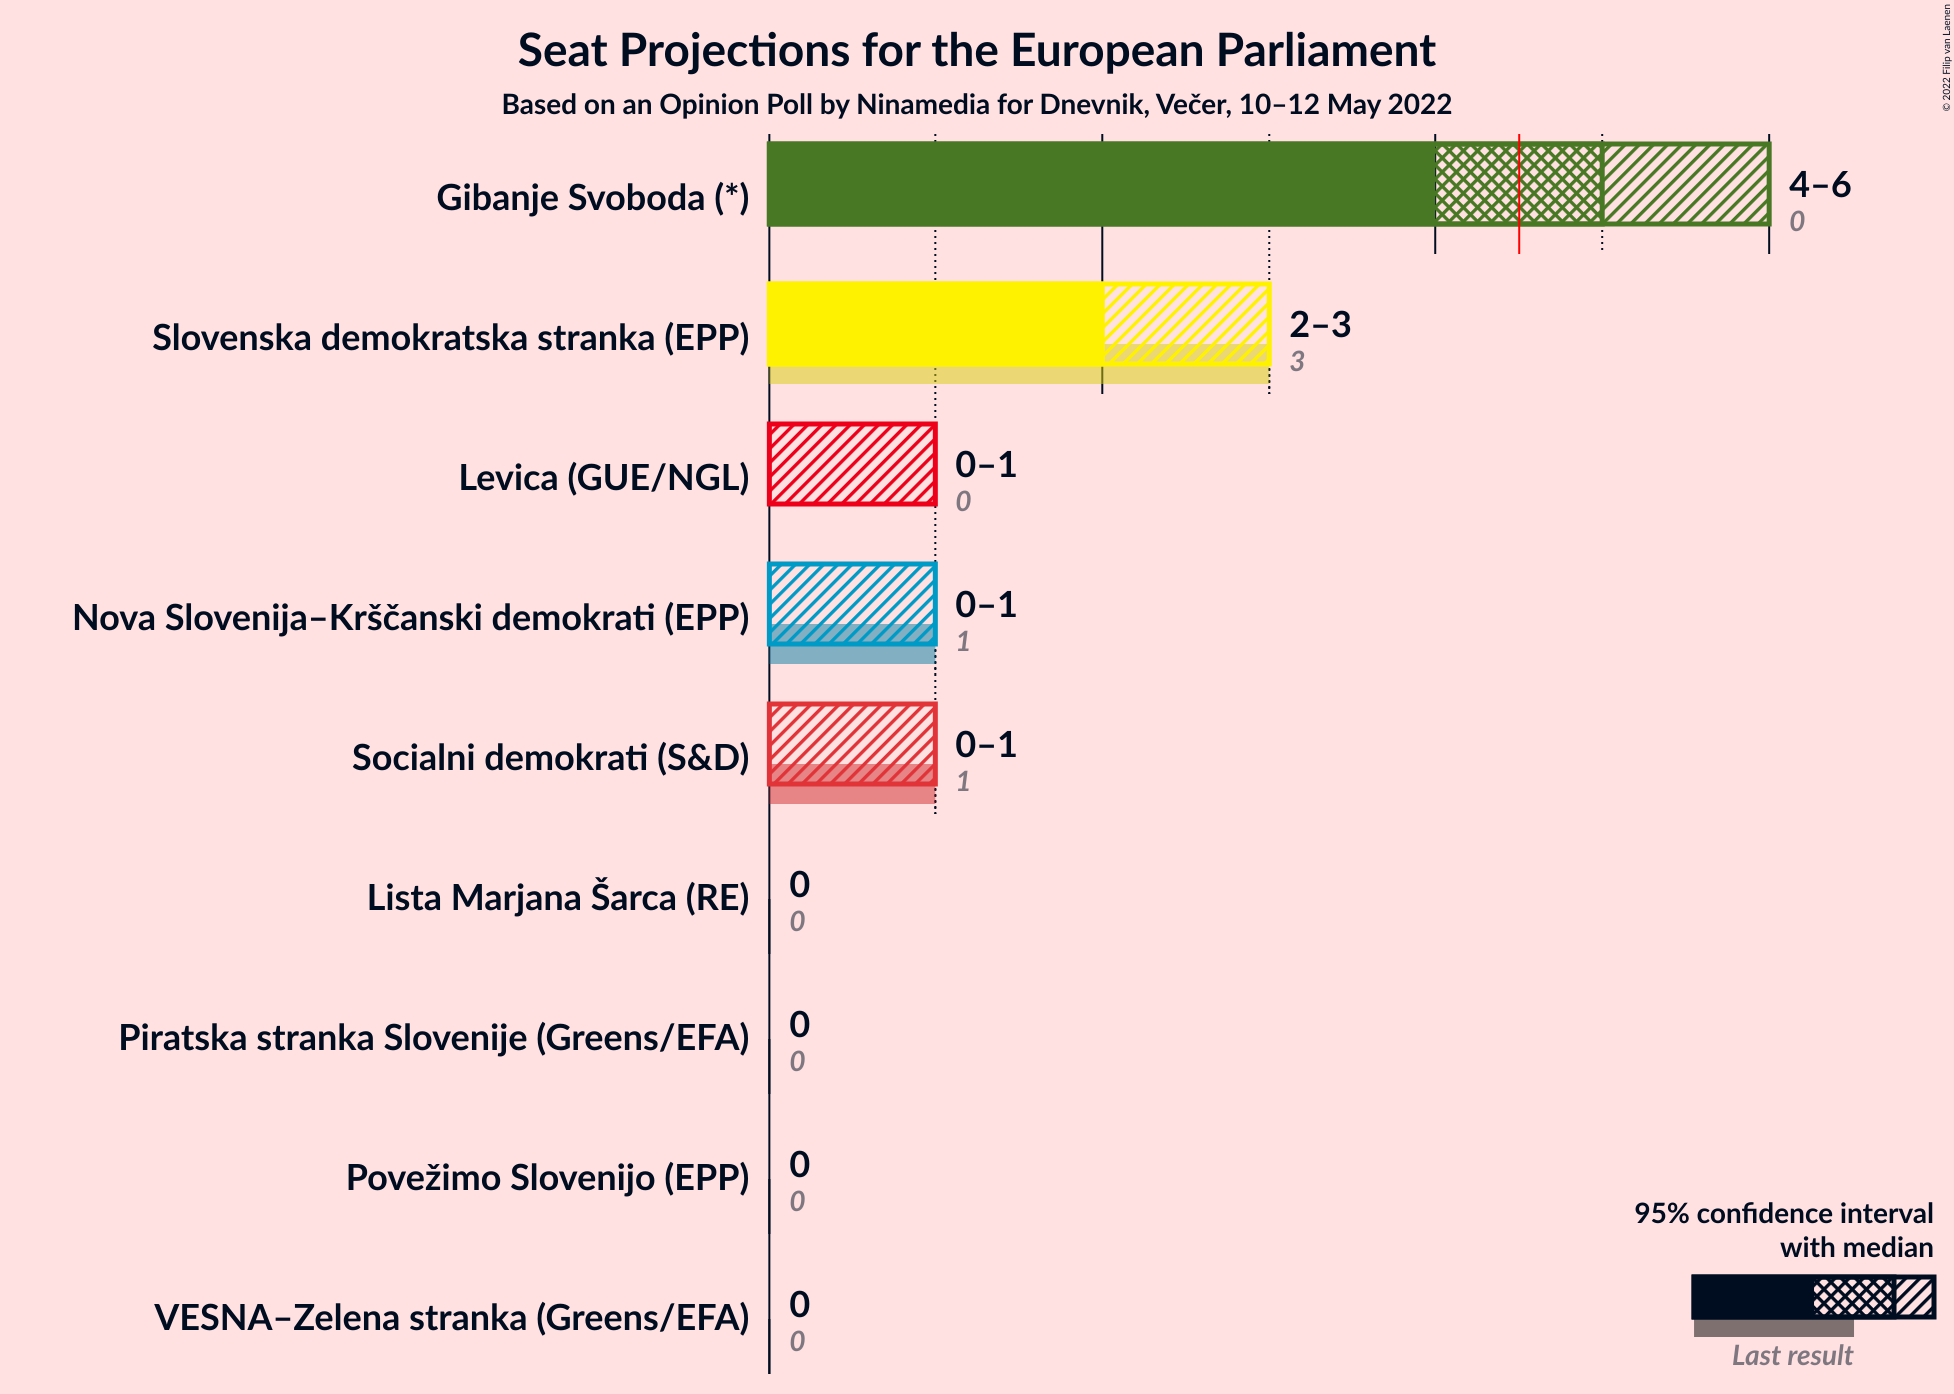 Seat Projections for the European Parliament
Based on an Opinion Poll by Ninamedia for Dnevnik, Večer, 10–12 May 2022
© 2022 Filip van Laenen
Gibanje Svoboda (*)
4–6
0
Slovenska demokratska stranka (EPP)
2–3
3
Levica (GUE/NGL)
0–1
0
Nova Slovenija–Krščanski demokrati (EPP)
0–1
1
Socialni demokrati (S&D)
0–1
1
Lista Marjana Šarca (RE)
0
0
Piratska stranka Slovenije (Greens/EFA)
0
0
Povežimo Slovenijo (EPP)
0
0
VESNA–Zelena stranka (Greens/EFA)
0
0
95% confidence interval
with median
Last result